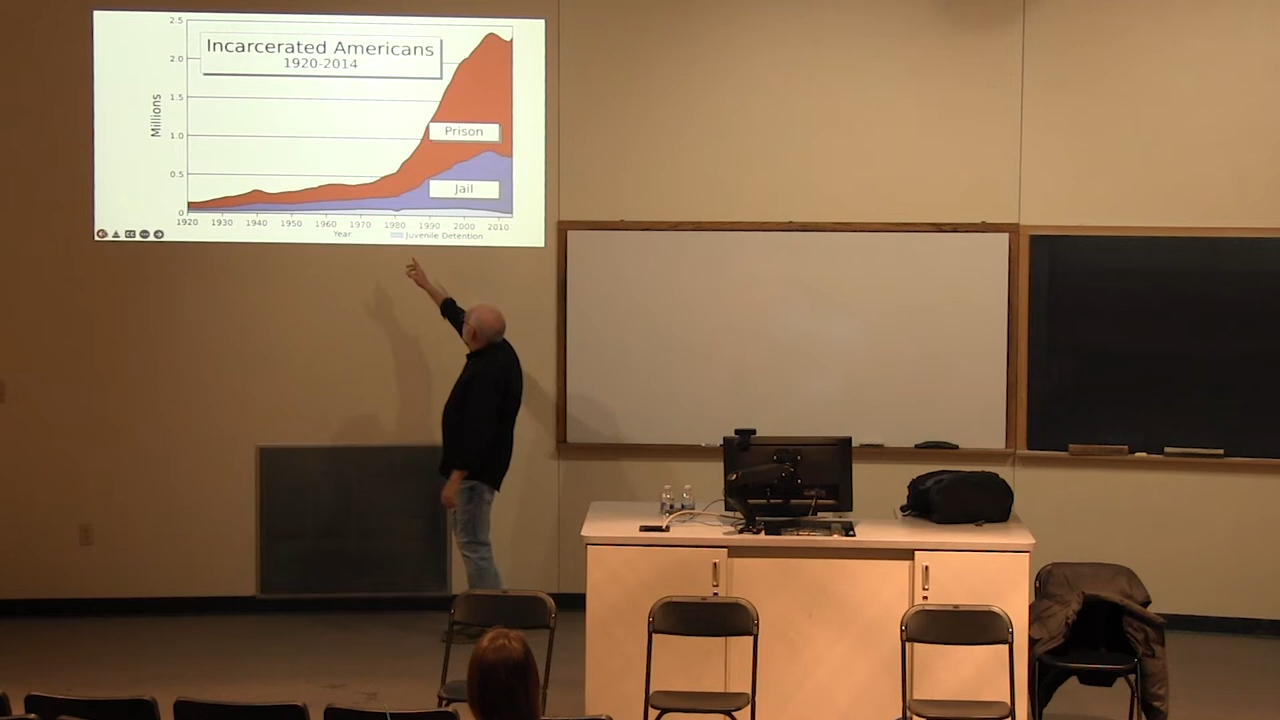 Incarcerated Americans
1920-2014
Millions
2.5
2.0
1.5
1.0
0.5
0
Prison
Jail
1920 1930 1940 1950 1960 1970 1980 1990 2000 2010
Year
Juvenile Detention
CC